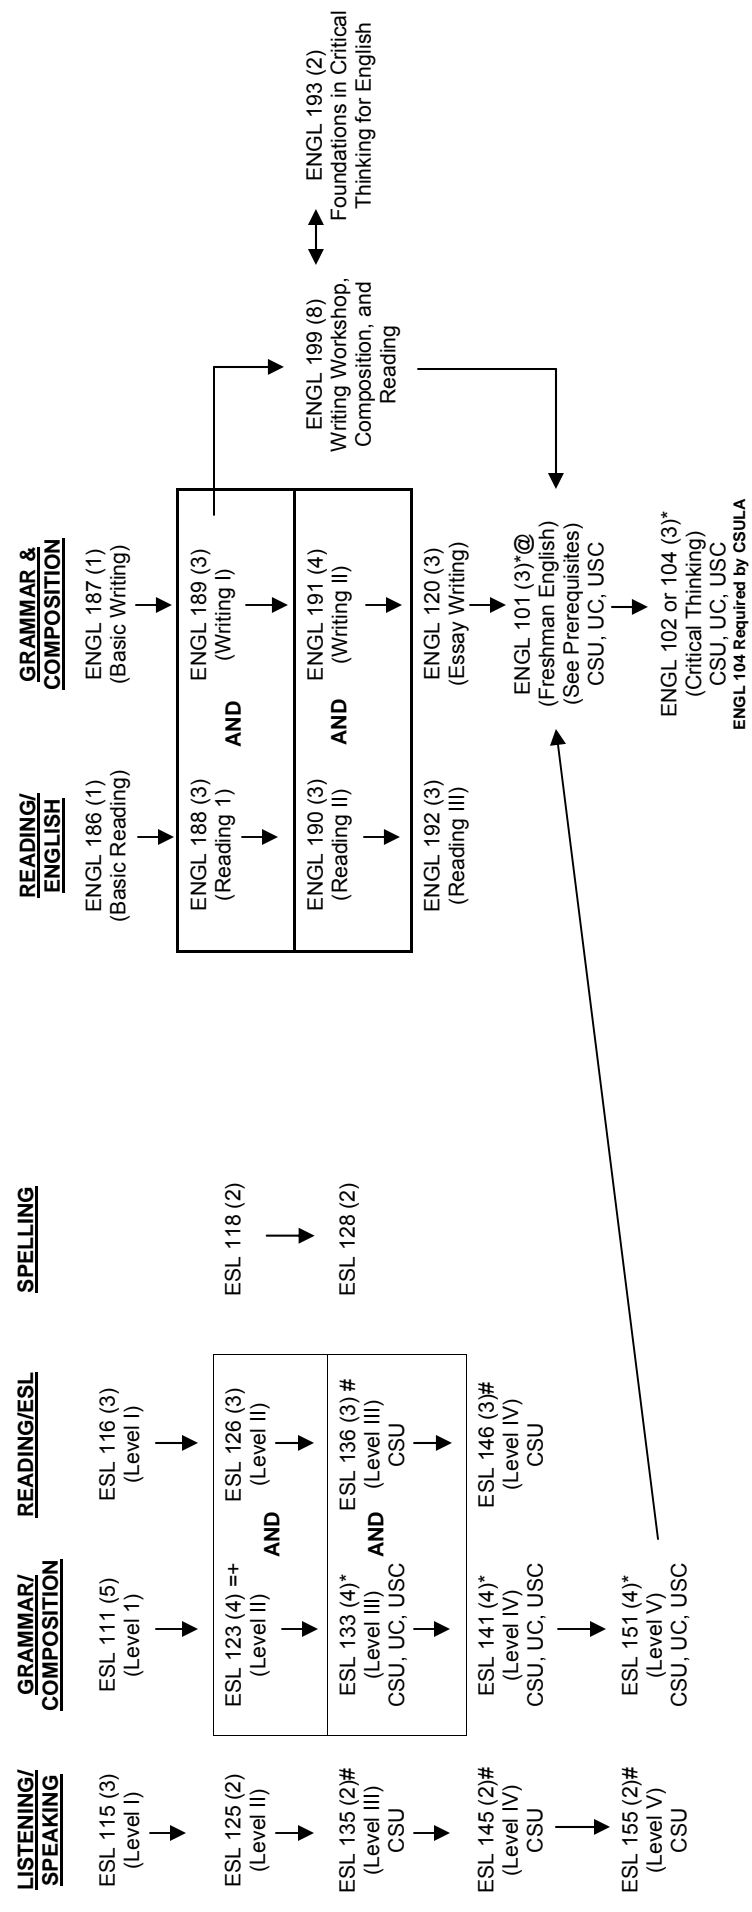 LISTENING/
SPEAKING
ESL 115 (3)
(Level I)
ESL 125 (2)
(Level II)
ESL 135 (2)#
(Level III)
CSU
ESL 145 (2)#
(Level IV)
CSU
ESL 155 (2)#
(Level V)
CSU
GRAMMAR/
COMPOSITION
ESL 111 (5)
(Level 1)
ESL 123 (4) =+
(Level II)
ESL 133 (4)*
(Level III)
CSU, UC, USC
ESL 141 (4)*
(Level IV)
CSU, UC, USC
ESL 151 (4)*
(Level V)
CSU, UC, USC
AND
AND
READING/ESL
ESL 116 (3)
(Level I)
ESL 126 (3)
(Level II)
ESL 136 (3) #
(Level III)
CSU
ESL 146 (3)#
(Level IV)
CSU
SPELLING
ESL 118 (2)
ESL 128 (2)
READING/
ENGLISH
ENGL 186 (1)
(Basic Reading)
ENGL 188 (3)
(Reading 1)
ENGL 190 (3)
(Reading II)
ENGL 192 (3)
(Reading III)
AND
AND
GRAMMAR &
COMPOSITION
ENGL 187 (1)
(Basic Writing)
ENGL 189 (3)
(Writing I)
ENGL 191 (4)
(Writing II)
ENGL 120 (3)
(Essay Writing)
ENGL 101 (3)*@
(Freshman English)
(See Prerequisites)
CSU, UC, USC
ENGL 102 or 104 (3)*
(Critical Thinking)
CSU, UC, USC
ENGL 104 Required by CSULA
ENGL 199 (8)
Writing Workshop,
Composition, and
Reading
ENGL 193 (2)
Foundations in Critical
Thinking for English